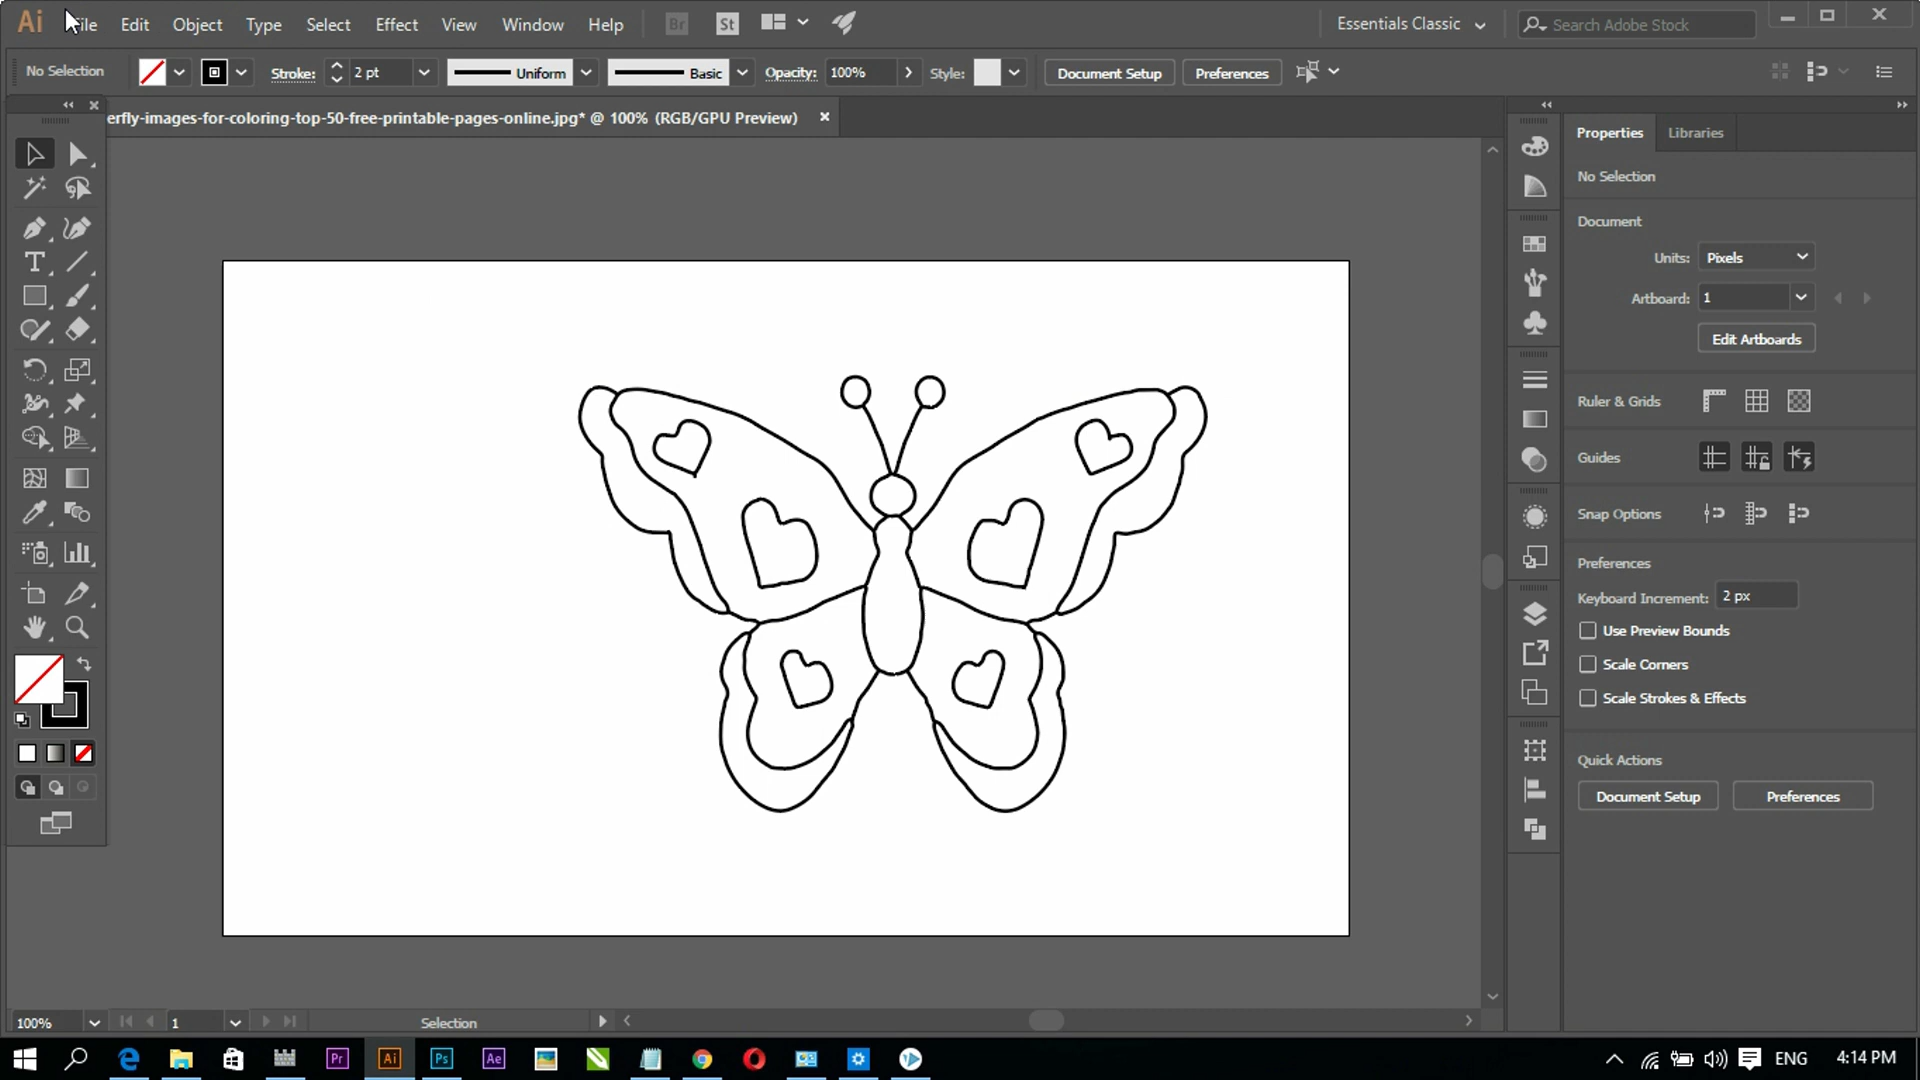 Ai File Edit Object Type Select Effect View Window Help Br St Essentials Classic Search Adobe Stock
No Selection Stroke: 2 pt Uniform Basic Opacity: 100% Style: Document Setup Preferences
erfly-images-for-coloring-top-50-free-printable-pages-online.jpg* @ 100% (RGB/GPU Preview)
Properties Libraries
No Selection
Document
Units: Pixels
Artboard: 1
Edit Artboards
Ruler & Grids
Guides
Snap Options
Preferences
Keyboard Increment: 2 px
Use Preview Bounds
Scale Corners
Scale Strokes & Effects
Quick Actions
Document Setup Preferences
100% 1 Selection
Pr Ai Ps Ae ENG 4:14 PM